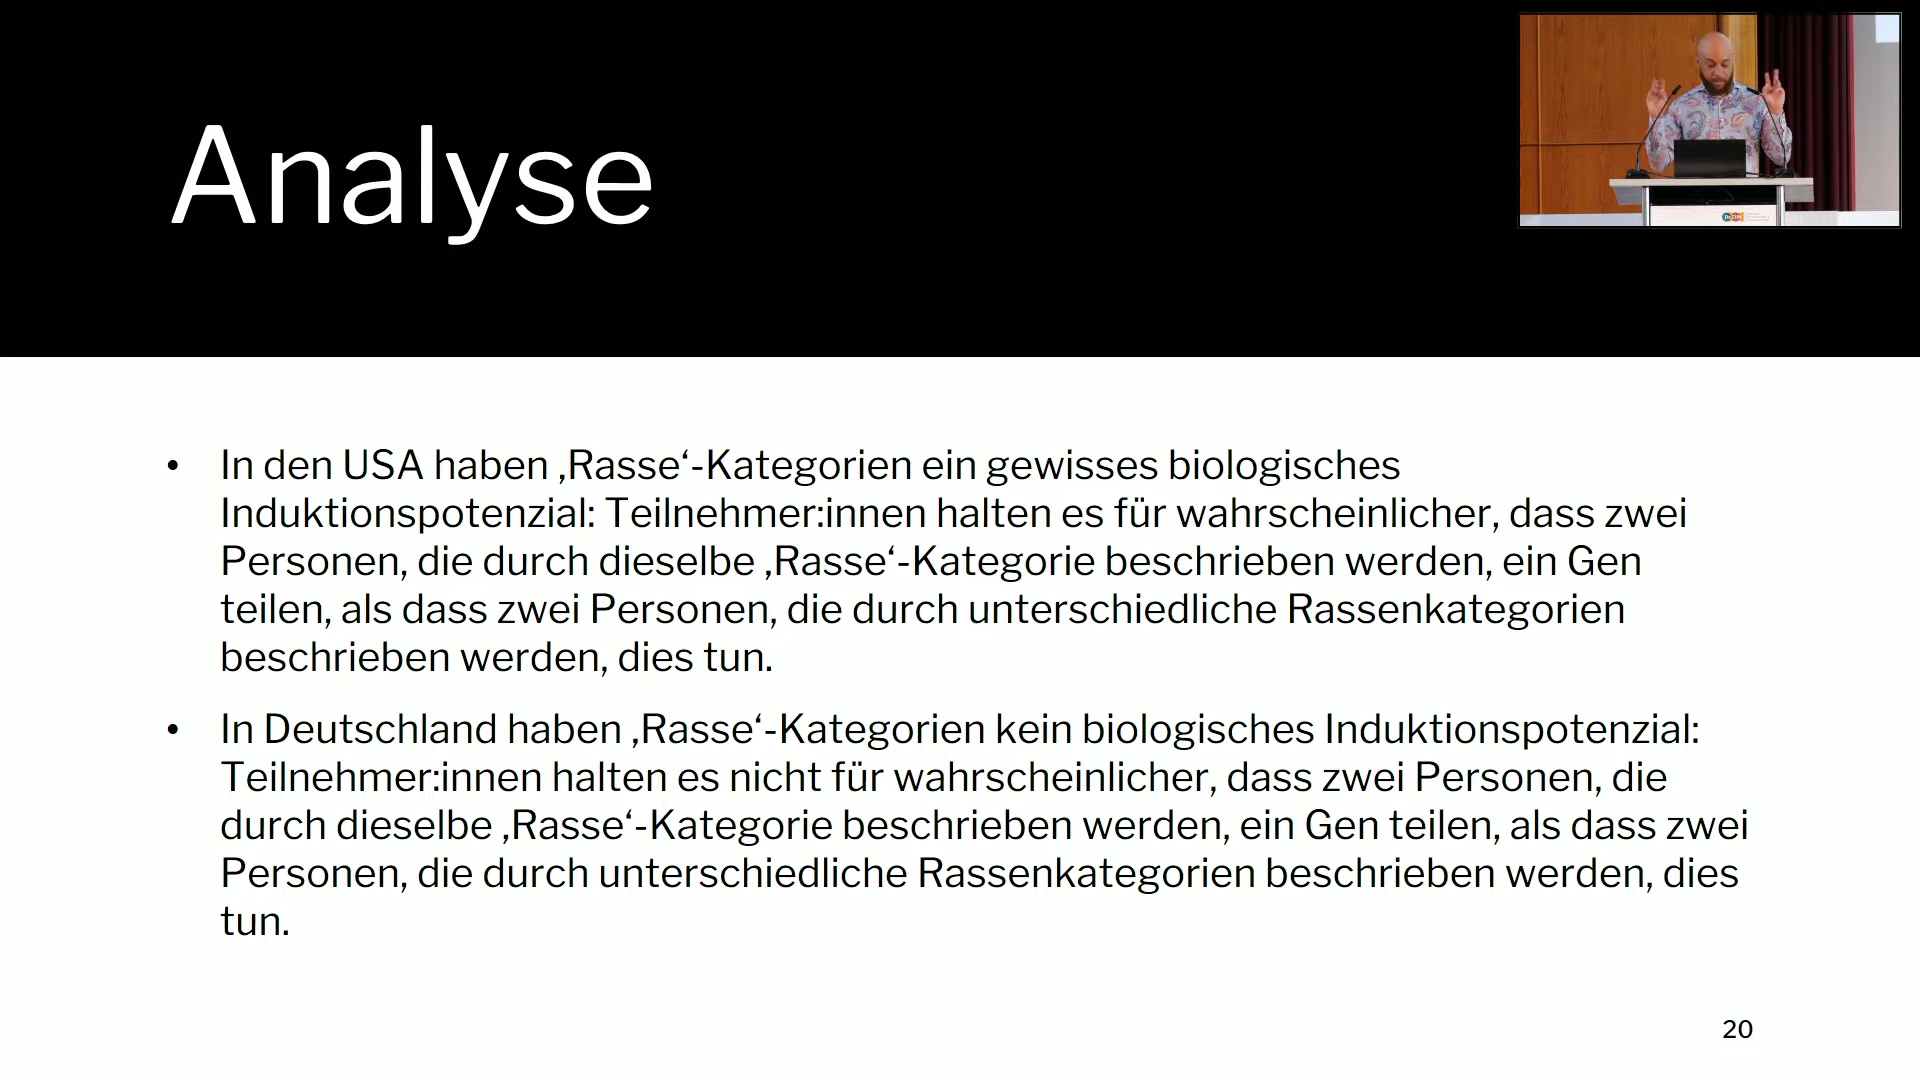 Analyse
• In den USA haben ‚Rasse‘-Kategorien ein gewisses biologisches
Induktionspotenzial: Teilnehmer:innen halten es für wahrscheinlicher, dass zwei
Personen, die durch dieselbe ‚Rasse‘-Kategorie beschrieben werden, ein Gen
teilen, als dass zwei Personen, die durch unterschiedliche Rassenkategorien
beschrieben werden, dies tun.
• In Deutschland haben ‚Rasse‘-Kategorien kein biologisches Induktionspotenzial:
Teilnehmer:innen halten es nicht für wahrscheinlicher, dass zwei Personen, die
durch dieselbe ‚Rasse‘-Kategorie beschrieben werden, ein Gen teilen, als dass zwei
Personen, die durch unterschiedliche Rassenkategorien beschrieben werden, dies
tun.
20